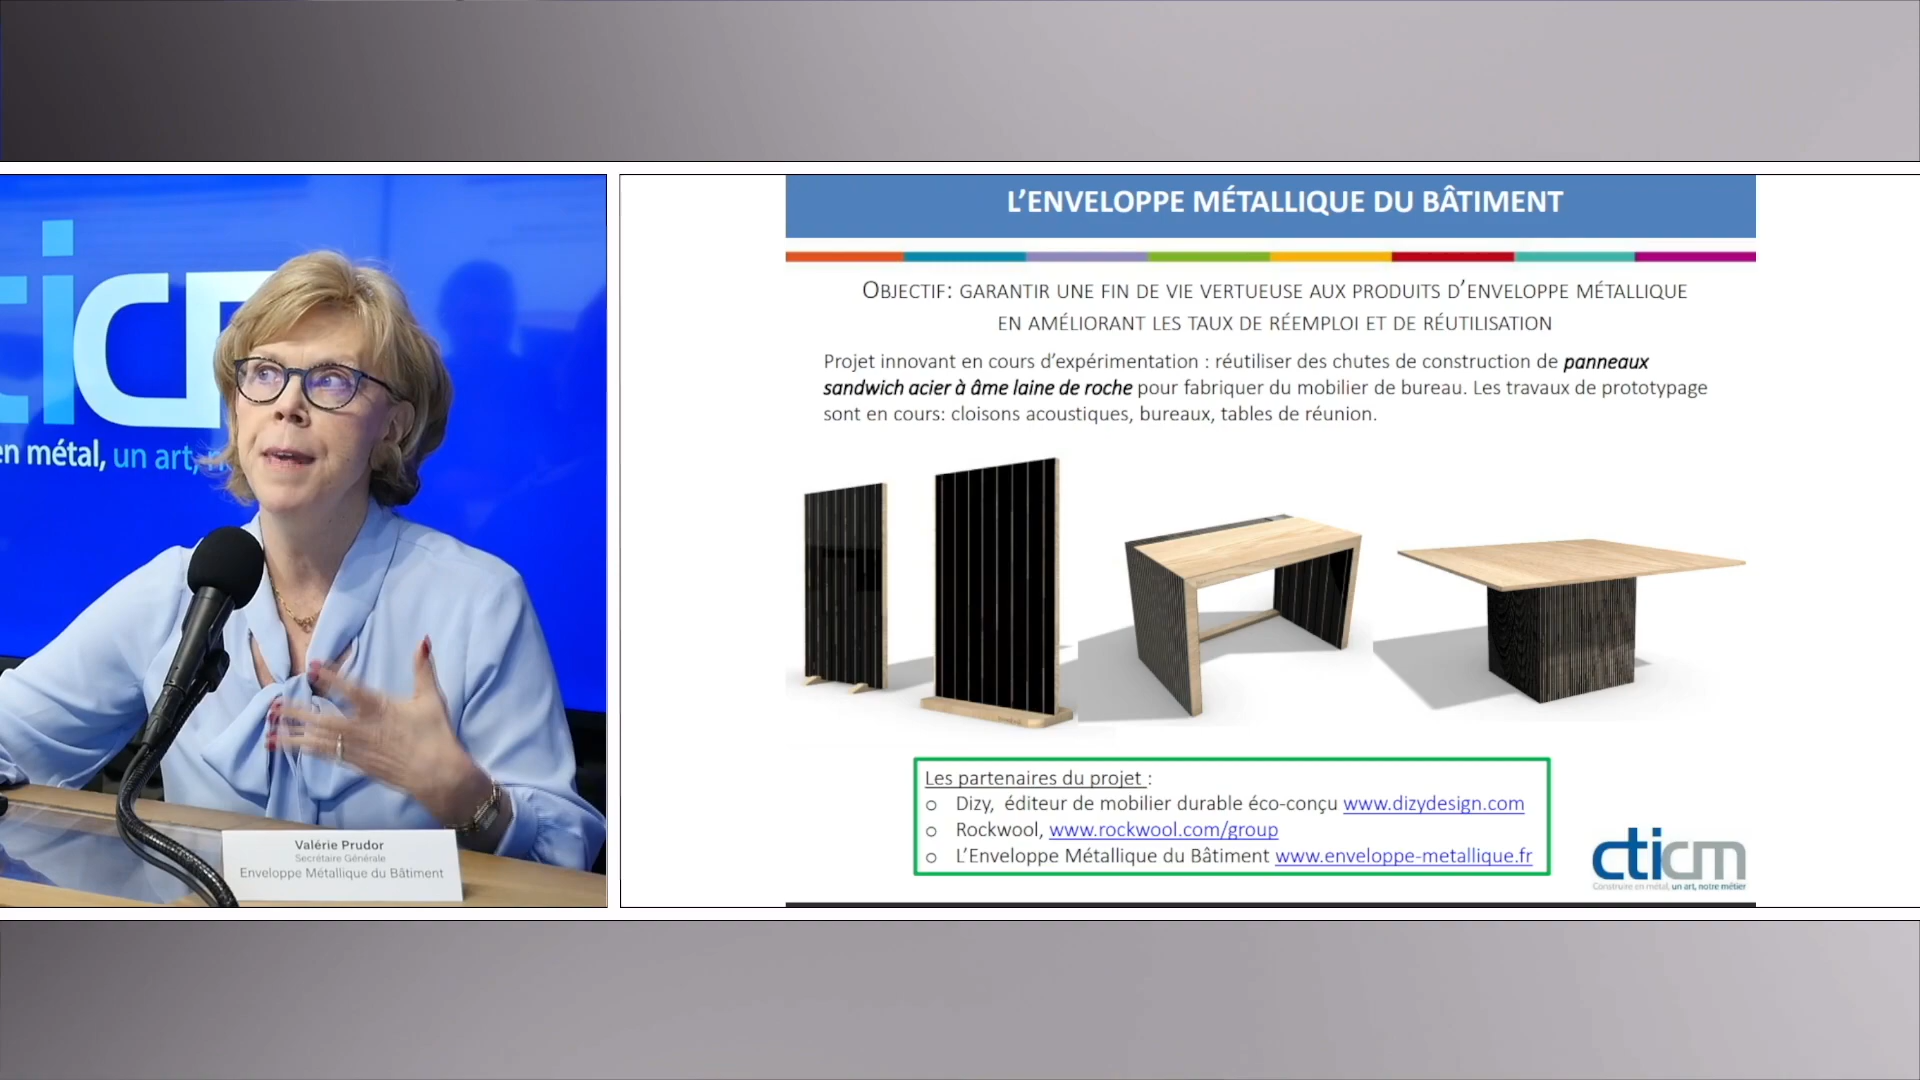 cticm
en métal, un art,
Valérie Prudor
Secrétaire Générale
Enveloppe Métallique du Bâtiment
L'ENVELOPPE MÉTALLIQUE DU BÂTIMENT
OBJECTIF: GARANTIR UNE FIN DE VIE VERTUEUSE AUX PRODUITS D'ENVELOPPE MÉTALLIQUE
EN AMÉLIORANT LES TAUX DE RÉEMPLOI ET DE RÉUTILISATION
Projet innovant en cours d'expérimentation : réutiliser des chutes de construction de panneaux
sandwich acier à âme laine de roche pour fabriquer du mobilier de bureau. Les travaux de prototypage
sont en cours: cloisons acoustiques, bureaux, tables de réunion.
Les partenaires du projet :
o Dizy, éditeur de mobilier durable éco-conçu www.dizydesign.com
o Rockwool, www.rockwool.com/group
o L'Enveloppe Métallique du Bâtiment www.enveloppe-metallique.fr
cticm
Construire en métal, un art, notre métier